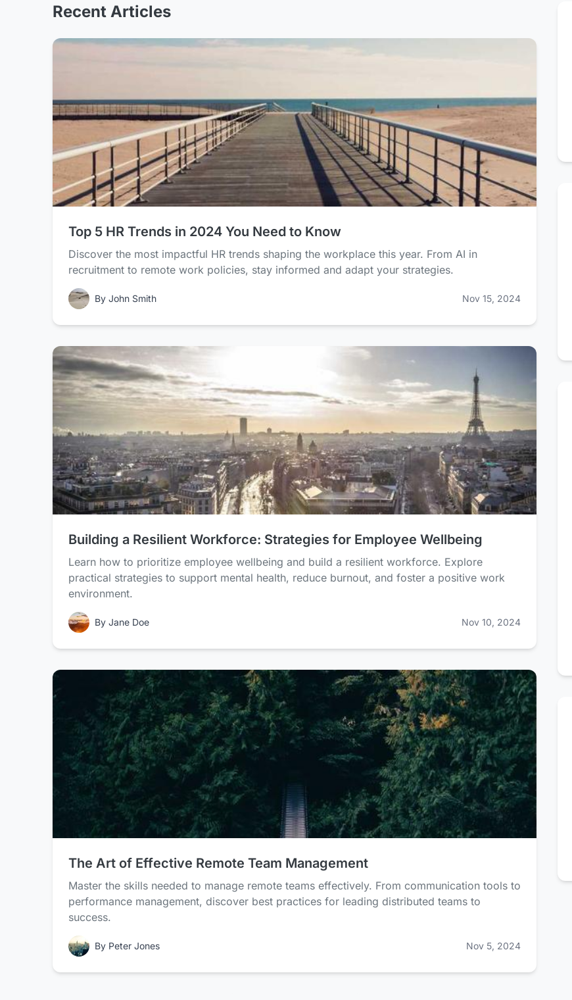 Recent Articles
Top 5 HR Trends in 2024 You Need to Know
Discover the most impactful HR trends shaping the workplace this year. From AI in
recruitment to remote work policies, stay informed and adapt your strategies.
By John Smith
Nov 15, 2024
Building a Resilient Workforce: Strategies for Employee Wellbeing
Learn how to prioritize employee wellbeing and build a resilient workforce. Explore
practical strategies to support mental health, reduce burnout, and foster a positive work
environment.
By Jane Doe
Nov 10, 2024
The Art of Effective Remote Team Management
Master the skills needed to manage remote teams effectively. From communication tools to
performance management, discover best practices for leading distributed teams to
success.
By Peter Jones
Nov 5, 2024